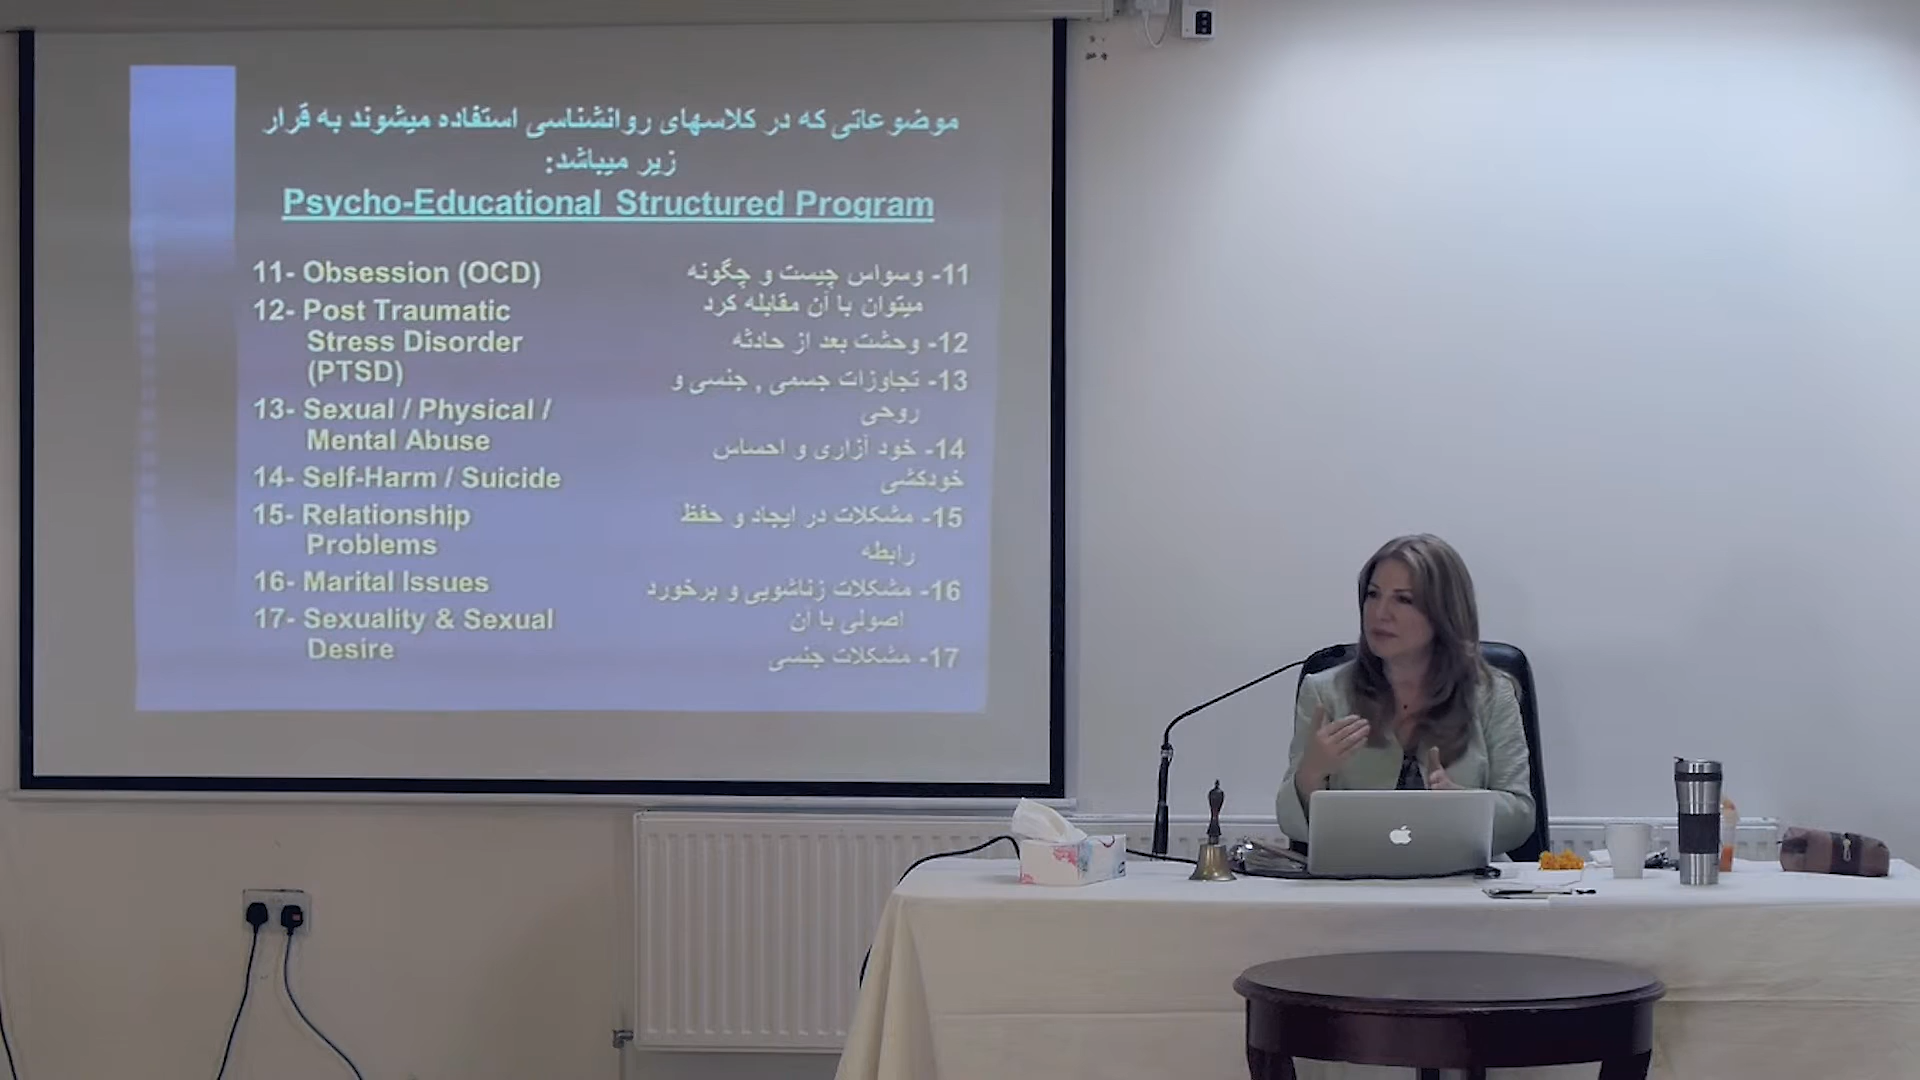 موضوعاتی که در کلاسهای روانشناسی استفاده میشوند به قرار
زیر میباشد:
Psycho-Educational Structured Program
11- Obsession (OCD)
12- Post Traumatic
Stress Disorder
(PTSD)
13- Sexual / Physical /
Mental Abuse
14- Self-Harm / Suicide
15- Relationship
Problems
16- Marital Issues
17- Sexuality & Sexual
Desire
11- وسواس چیست و چگونه
میتوان با آن مقابله کرد
12- وحشت بعد از حادثه
13- تجاوزات جسمی , جنسی و
روحی
14- خود آزاری و احساس
خودکشی
15- مشکلات در ایجاد و حفظ
رابطه
16- مشکلات زناشویی و برخورد
اصولی با آن
17- مشکلات جنسی